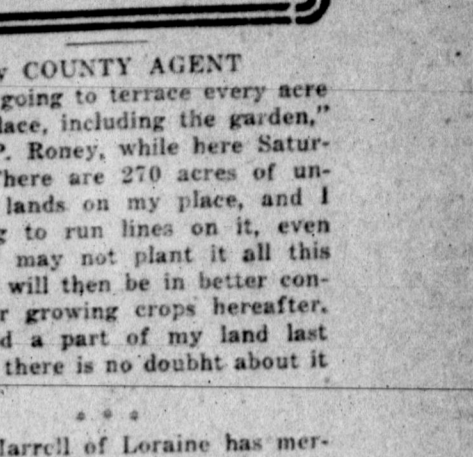 COUNTY AGENT
going to terrace every acre
lace, including the garden,"
P. Roney, while here Satur-
here are 270 acres of un-
lands on my place, and I
to run lines on it, even
may not plant it all this
will then be in better con-
r growing crops hereafter.
d a part of my land last
there is no doubht about it
* * *
arrell of Loraine has mer-